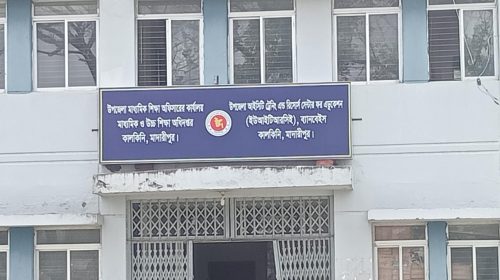 উপজেলা মাধ্যমিক শিক্ষা অফিসারের কার্যালয়
মাধ্যমিক ও উচ্চ শিক্ষা অধিদপ্তর
কালকিনি, মাদারীপুর।
উপজেলা আইসিটি ট্রেনিং এন্ড রিসোর্স সেন্টার ফর এডুকেশন
(ইউআইটিআরসিই), ব্যানবেইস
কালকিনি, মাদারীপুর।